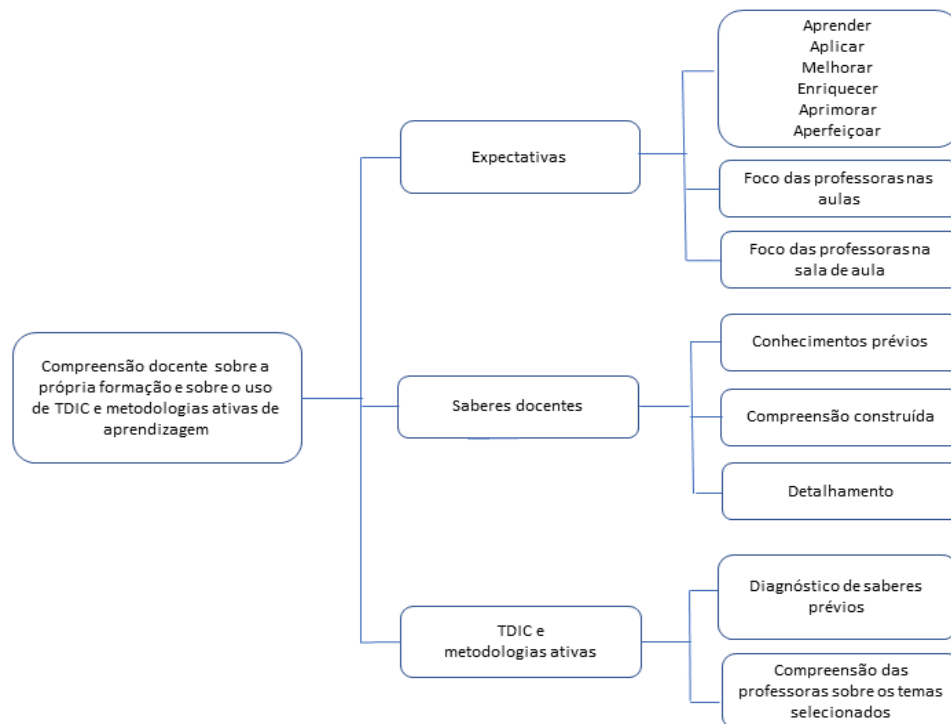 Compreensão docente sobre a
própria formação e sobre o uso
de TDIC e metodologias ativas de
aprendizagem
Expectativas
Aprender
Aplicar
Melhorar
Enriquecer
Aprimorar
Aperfeiçoar
Foco das professoras nas
aulas
Foco das professoras na
sala de aula
Saberes docentes
Conhecimentos prévios
Compreensão construída
Detalhamento
TDIC e
metodologias ativas
Diagnóstico de saberes
prévios
Compreensão das
professoras sobre os temas
selecionados